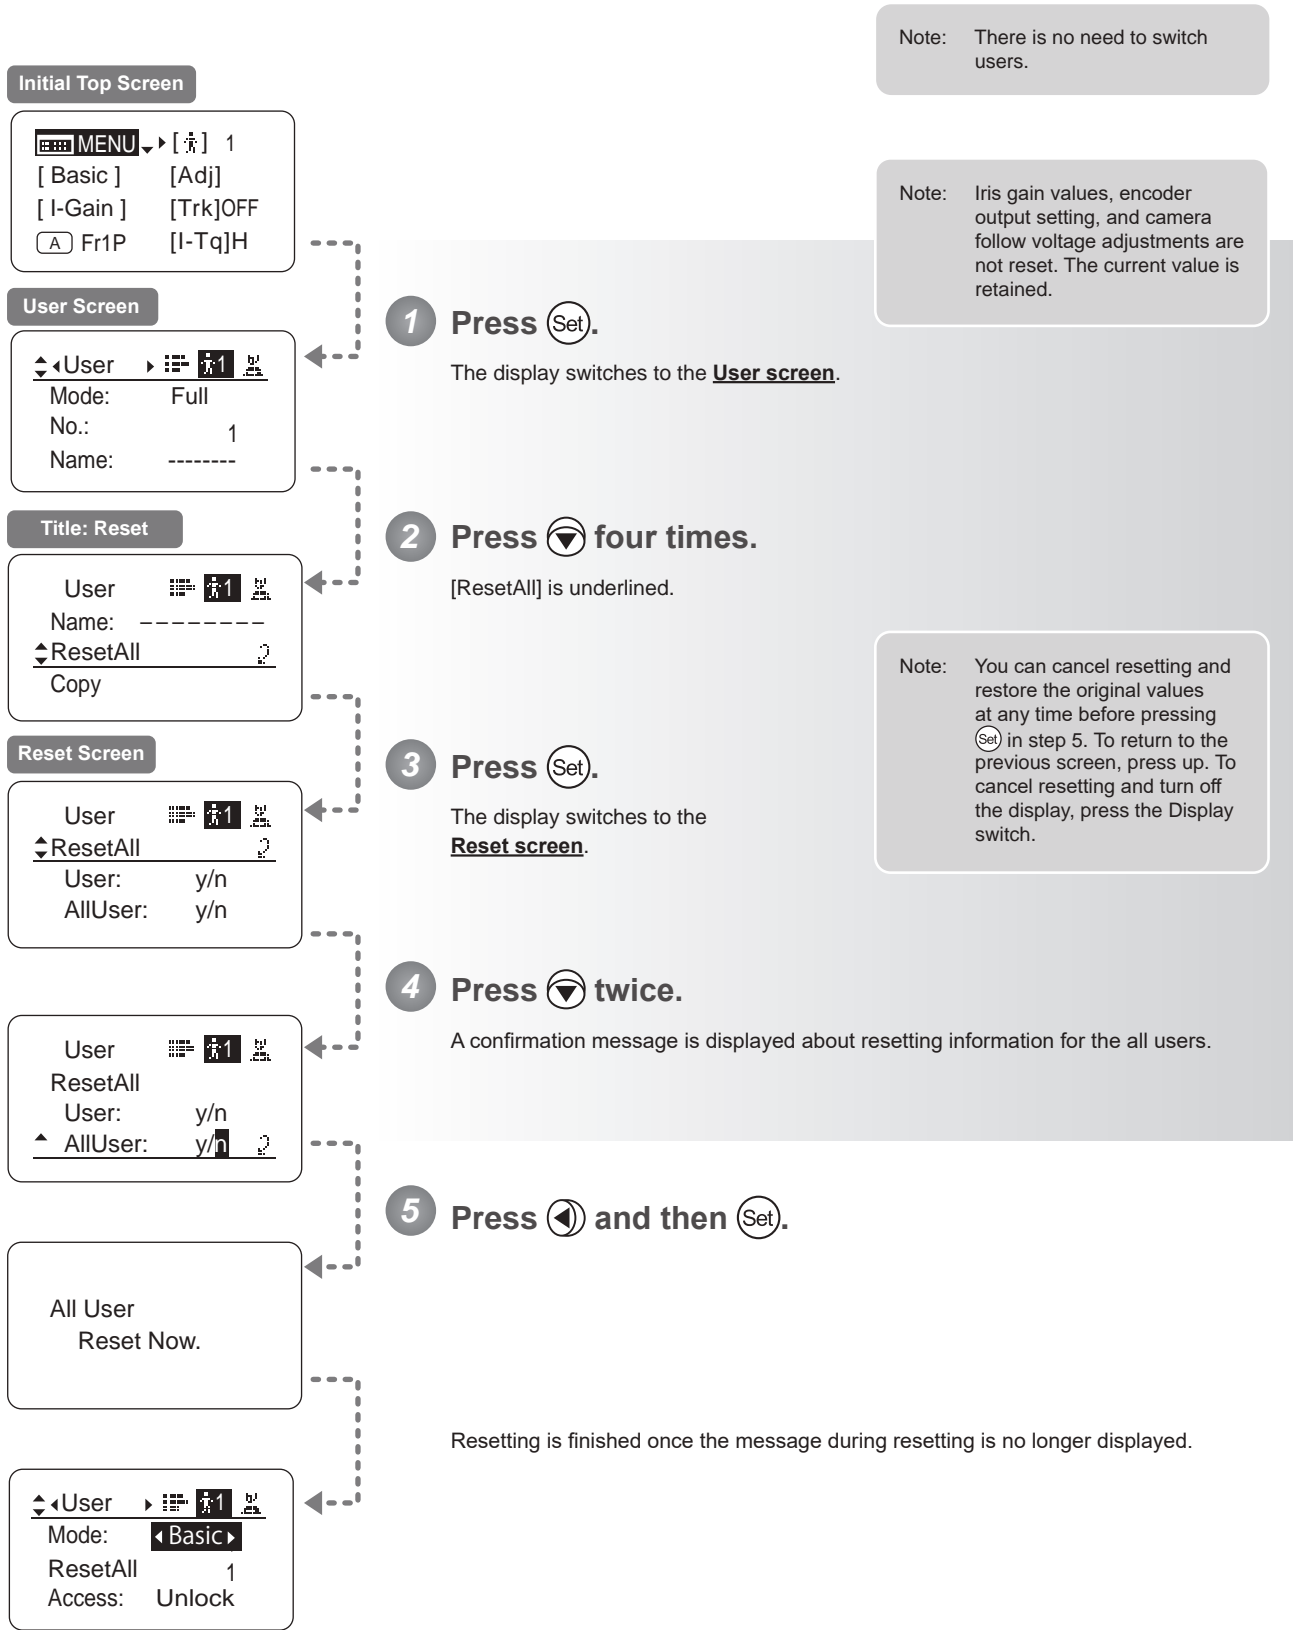 Note: There is no need to switch
users.
Initial Top Screen
MENU [ ] 1
[ Basic ] [Adj]
[ I-Gain ] [Trk]OFF
A Fr1P [I-Tq]H
Note: Iris gain values, encoder
output setting, and camera
follow voltage adjustments are
not reset. The current value is
retained.
User Screen
User 1
Mode: Full
No.: 1
Name: --------
1 Press Set.
The display switches to the User screen.
Title: Reset
User 1
Name: --------
ResetAll
Copy
2 Press four times.
[ResetAll] is underlined.
Note: You can cancel resetting and
restore the original values
at any time before pressing
Set in step 5. To return to the
previous screen, press up. To
cancel resetting and turn off
the display, press the Display
switch.
Reset Screen
User 1
ResetAll
User: y/n
AllUser: y/n
3 Press Set.
The display switches to the
Reset screen.
4 Press twice.
A confirmation message is displayed about resetting information for the all users.
User 1
ResetAll
User: y/n
AllUser: y/n
5 Press and then Set.
All User
Reset Now.
Resetting is finished once the message during resetting is no longer displayed.
User 1
Mode: Basic
ResetAll 1
Access: Unlock